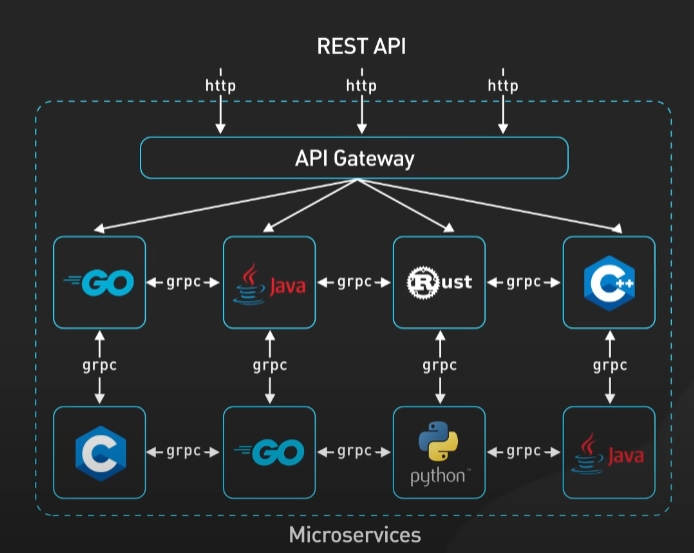 REST API
http http http
API Gateway
GO grpc Java grpc Rust grpc C++
grpc grpc grpc grpc
C grpc GO grpc python™ grpc Java
Microservices